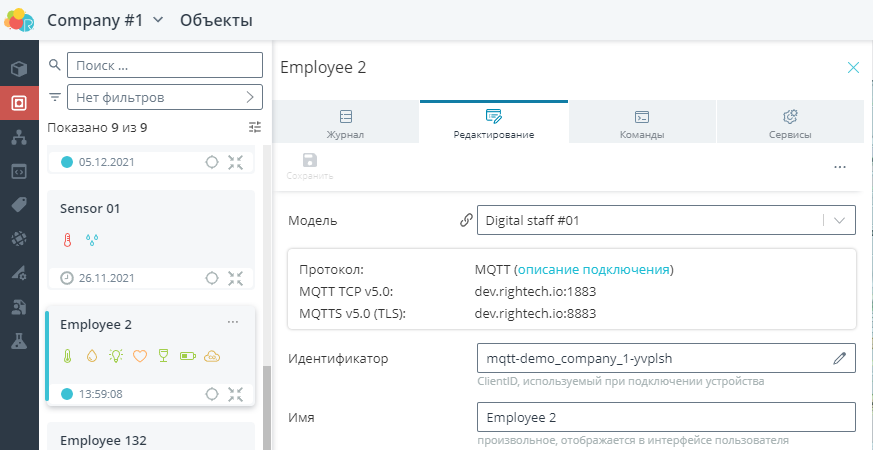 Company #1 Объекты
Поиск ...
Нет фильтров
Показано 9 из 9
05.12.2021
Sensor 01
26.11.2021
Employee 2
13:59:08
Employee 132
Employee 2
Журнал
Редактирование
Команды
Сервисы
Сохранить
Модель
Digital staff #01
Протокол: MQTT (описание подключения)
MQTT TCP v5.0: dev.rightech.io:1883
MQTTS v5.0 (TLS): dev.rightech.io:8883
Идентификатор
mqtt-demo_company_1-yvplsh
ClientID, используемый при подключении устройства
Имя
Employee 2
произвольное, отображается в интерфейсе пользователя